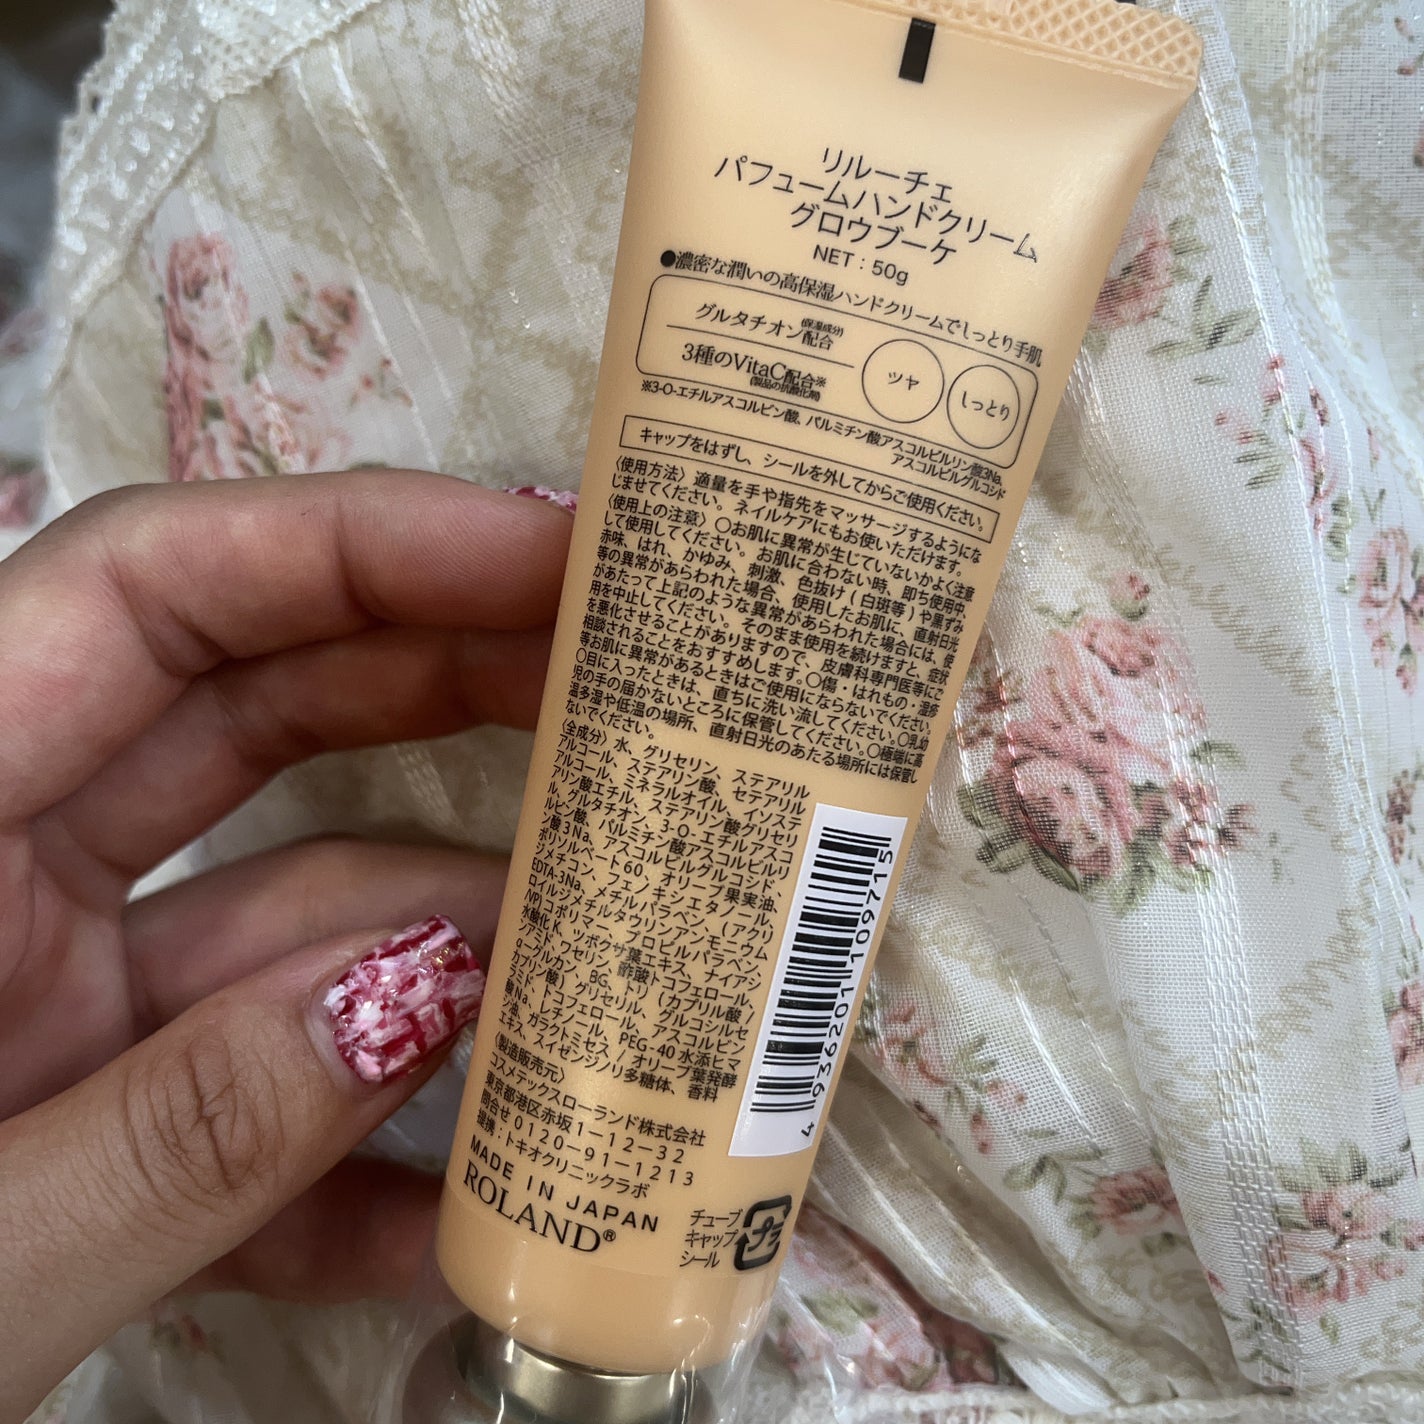 リルーチェ
パフュームハンドクリーム
グロウブーケ
NET : 50g
●濃密な潤いの高保湿ハンドクリームでしっとり手肌
グルタチオン配合
(保湿成分)
3種のVitaC配合※
(製品の抗酸化剤)
ツヤ
しっとり
※3-O-エチルアスコルビン酸、パルミチン酸アスコルビルリン酸3Na、
アスコルビルグルコシド
キャップをはずし、シールを外してからご使用ください。
〈使用方法〉適量を手や指先をマッサージするようにな
じませてください。ネイルケアにもお使いただけます。
〈使用上の注意〉〇お肌に異常が生じていないかよく注意
して使用してください。お肌に合わない時、即ち使用中、
赤味、はれ、かゆみ、刺激、色抜け(白斑等)や黒ずみ
等の異常があらわれた場合、使用したお肌に、直射日光
があたって上記のような異常があらわれた場合には、使
用を中止してください。そのまま使用を続けますと、症状
を悪化させることがありますので、皮膚科専門医等にご
相談されることをおすすめします。〇傷・はれもの・湿疹
等お肌に異常があるときはご使用にならないでください。
〇目に入ったときは、直ちに洗い流してください。〇乳幼
児の手の届かないところに保管してください。〇極端に高
温多湿や低温の場所、直射日光のあたる場所には保管し
ないでください。
〈全成分〉水、グリセリン、ステアリル
アルコール、ステアリン酸、セテアリル
アルコール、ミネラルオイル、イソステ
アリン酸エチル、ステアリン酸グリセリ
ル、グルタチオン、3-O-エチルアスコ
ルビン酸、パルミチン酸アスコルビルリ
ン酸3Na、アスコルビルグルコシド、
ポリソルベート60、オリーブ果実油、
ジメチコン、フェノキシエタノール、
EDTA-3Na、メチルパラベン、(アクリ
ロイルジメチルタウリンアンモニウム
/VP)コポリマー、プロピルパラベン、
水酸化K、ツボクサ葉エキス、ナイアシ
ンアミド、ワセリン、酢酸トコフェロール、
α-グルカン、BG、トリ(カプリル酸/
カプリン酸)グリセリル、グルコシルセ
ラミド、トコフェロール、アスコルビン
酸Na、レチノール、PEG-40水添ヒマ
シ油、ガラクトミセス/オリーブ葉発酵
エキス、スイゼンジノリ多糖体、香料
〈製造販売元〉
コスメテックスローランド株式会社
東京都港区赤坂1-12-32
問合せ 0120-91-1213
提携:トキオクリニックラボ
MADE IN JAPAN
ROLAND®
チューブ
キャップ
シール
プラ
4 936201 109715